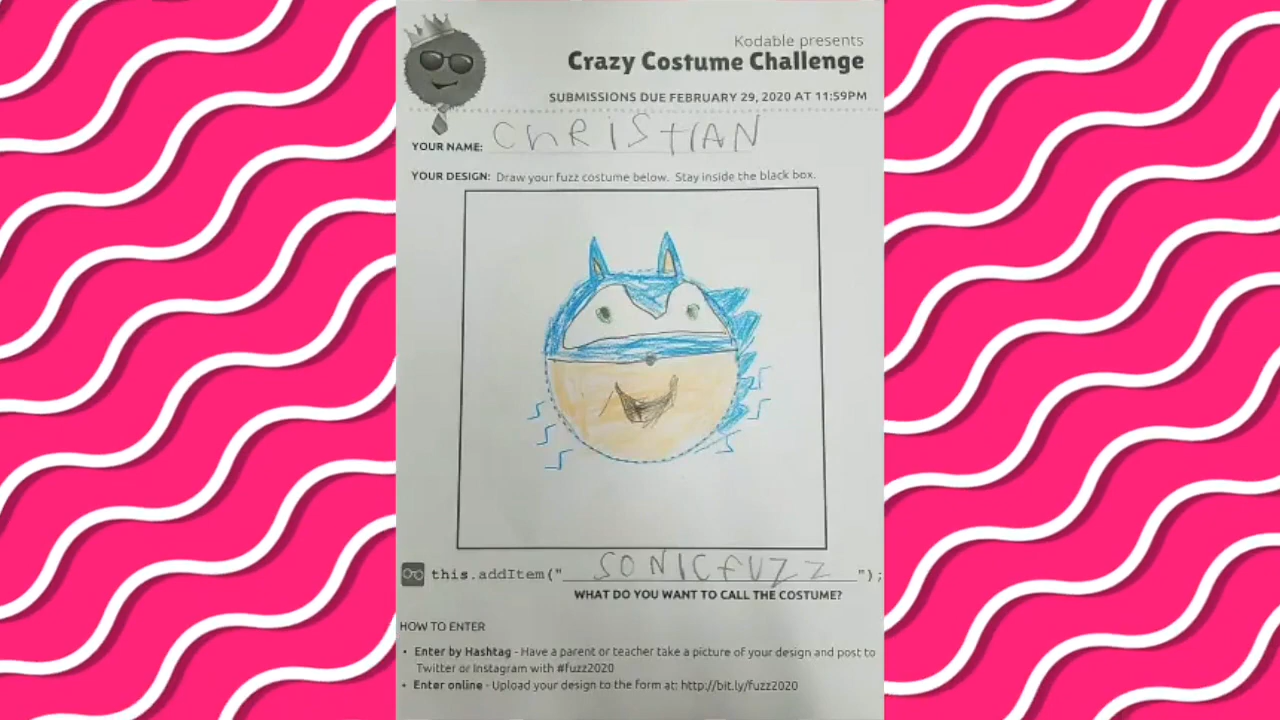 Kodable presents
Crazy Costume Challenge
SUBMISSIONS DUE FEBRUARY 29, 2020 AT 11:59PM
YOUR NAME: ChRiSTIAN
YOUR DESIGN: Draw your fuzz costume below. Stay inside the black box.
this.addItem("SONICfUZZ");
WHAT DO YOU WANT TO CALL THE COSTUME?
HOW TO ENTER
• Enter by Hashtag - Have a parent or teacher take a picture of your design and post to
Twitter or Instagram with #fuzz2020
• Enter online - Upload your design to the form at: http://bit.ly/fuzz2020